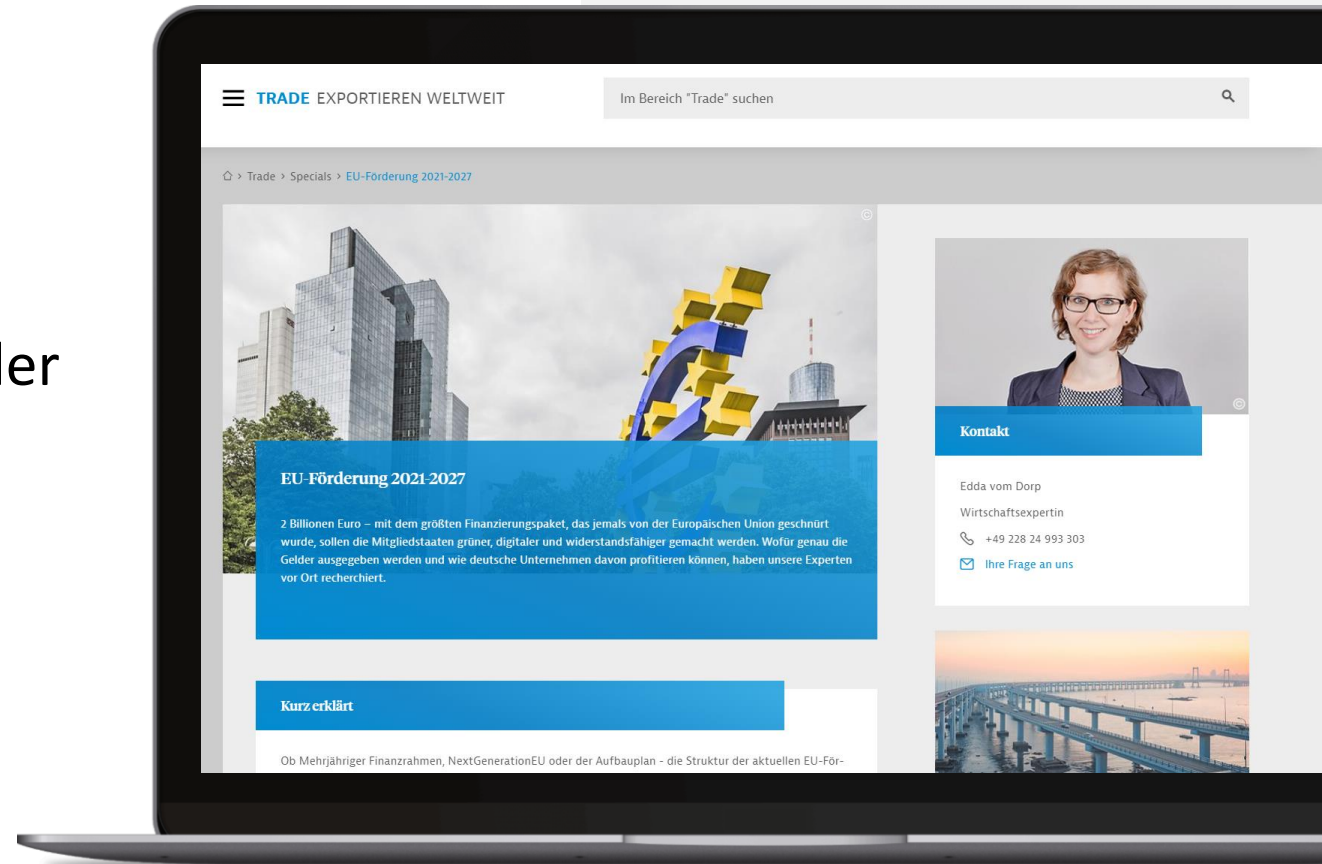 TRADE EXPORTIEREN WELTWEIT
Im Bereich "Trade" suchen
Trade > Specials > EU-Förderung 2021-2027
©
EU-Förderung 2021-2027
2 Billionen Euro – mit dem größten Finanzierungspaket, das jemals von der Europäischen Union geschnürt
wurde, sollen die Mitgliedstaaten grüner, digitaler und widerstandsfähiger gemacht werden. Wofür genau die
Gelder ausgegeben werden und wie deutsche Unternehmen davon profitieren können, haben unsere Experten
vor Ort recherchiert.
Kurz erklärt
Ob Mehrjähriger Finanzrahmen, NextGenerationEU oder der Aufbauplan - die Struktur der aktuellen EU-För-
©
Kontakt
Edda vom Dorp
Wirtschaftsexpertin
+49 228 24 993 303
Ihre Frage an uns